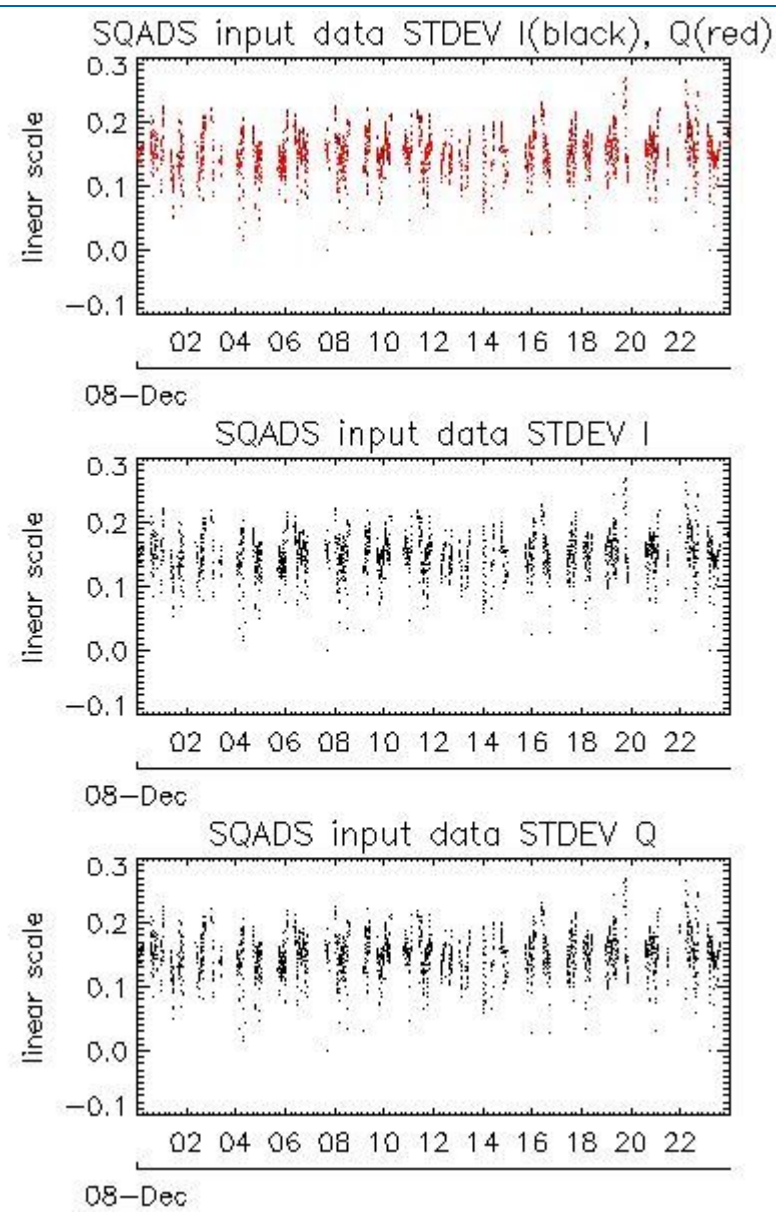 SQADS input data STDEV I(black), Q(red)
0.3
0.2
0.1
0.0
−0.1
linear scale
02 04 06 08 10 12 14 16 18 20 22
08−Dec
SQADS input data STDEV I
0.3
0.2
0.1
0.0
−0.1
linear scale
02 04 06 08 10 12 14 16 18 20 22
08−Dec
SQADS input data STDEV Q
0.3
0.2
0.1
0.0
−0.1
linear scale
02 04 06 08 10 12 14 16 18 20 22
08−Dec